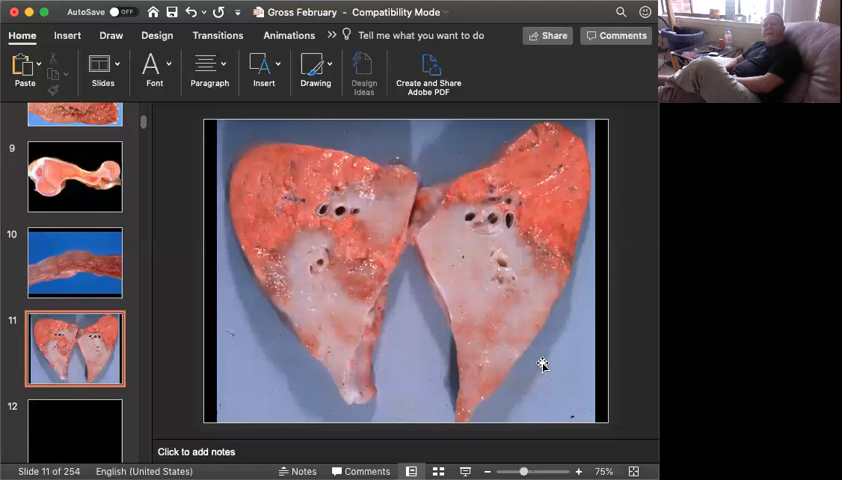 AutoSave OFF Gross February - Compatibility Mode
Home Insert Draw Design Transitions Animations Tell me what you want to do Share Comments
Paste Slides Font Paragraph Insert Drawing Design Ideas Create and Share Adobe PDF
9
10
11
12
Click to add notes
Slide 11 of 254 English (United States) Notes Comments 75%